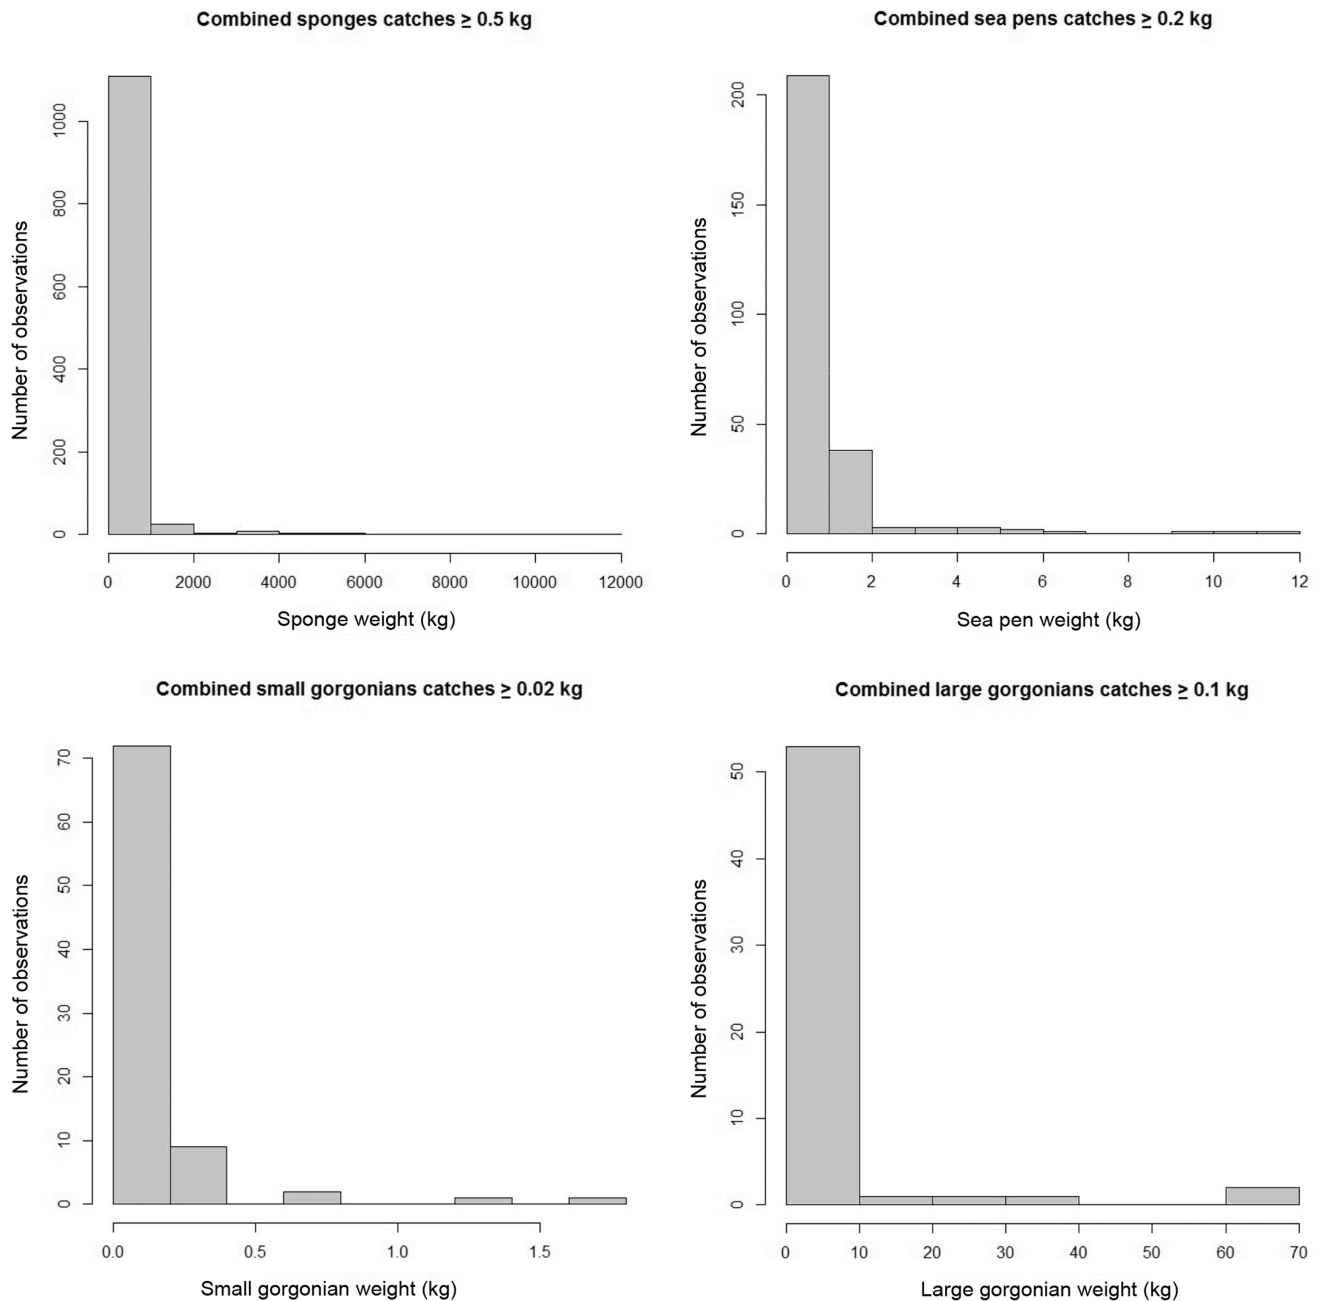 Combined sponges catches ≥ 0.5 kg
Number of observations
1000
800
600
400
200
0
0 2000 4000 6000 8000 10000 12000
Sponge weight (kg)
Combined sea pens catches ≥ 0.2 kg
Number of observations
200
150
100
50
0
0 2 4 6 8 10 12
Sea pen weight (kg)
Combined small gorgonians catches ≥ 0.02 kg
Number of observations
70
60
50
40
30
20
10
0
0.0 0.5 1.0 1.5
Small gorgonian weight (kg)
Combined large gorgonians catches ≥ 0.1 kg
Number of observations
50
40
30
20
10
0
0 10 20 30 40 50 60 70
Large gorgonian weight (kg)